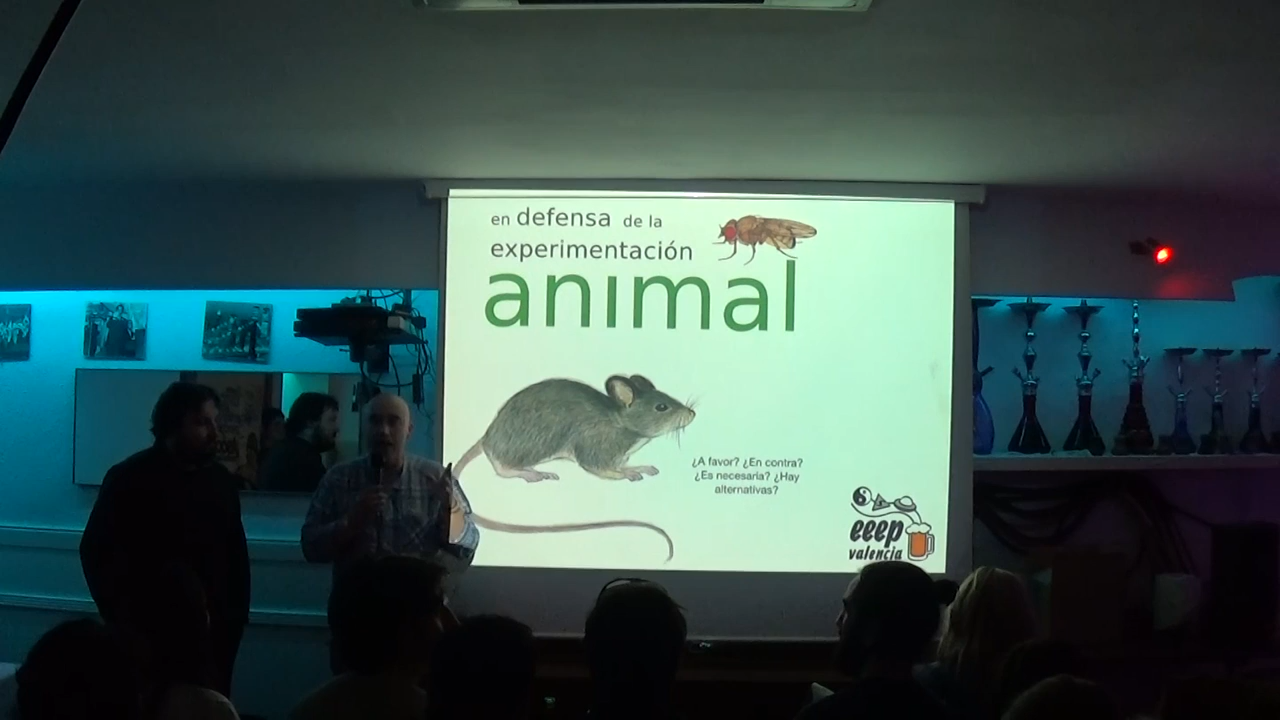 en defensa de la
experimentación
animal
¿A favor? ¿En contra?
¿Es necesaria? ¿Hay
alternativas?
eeep
valencia